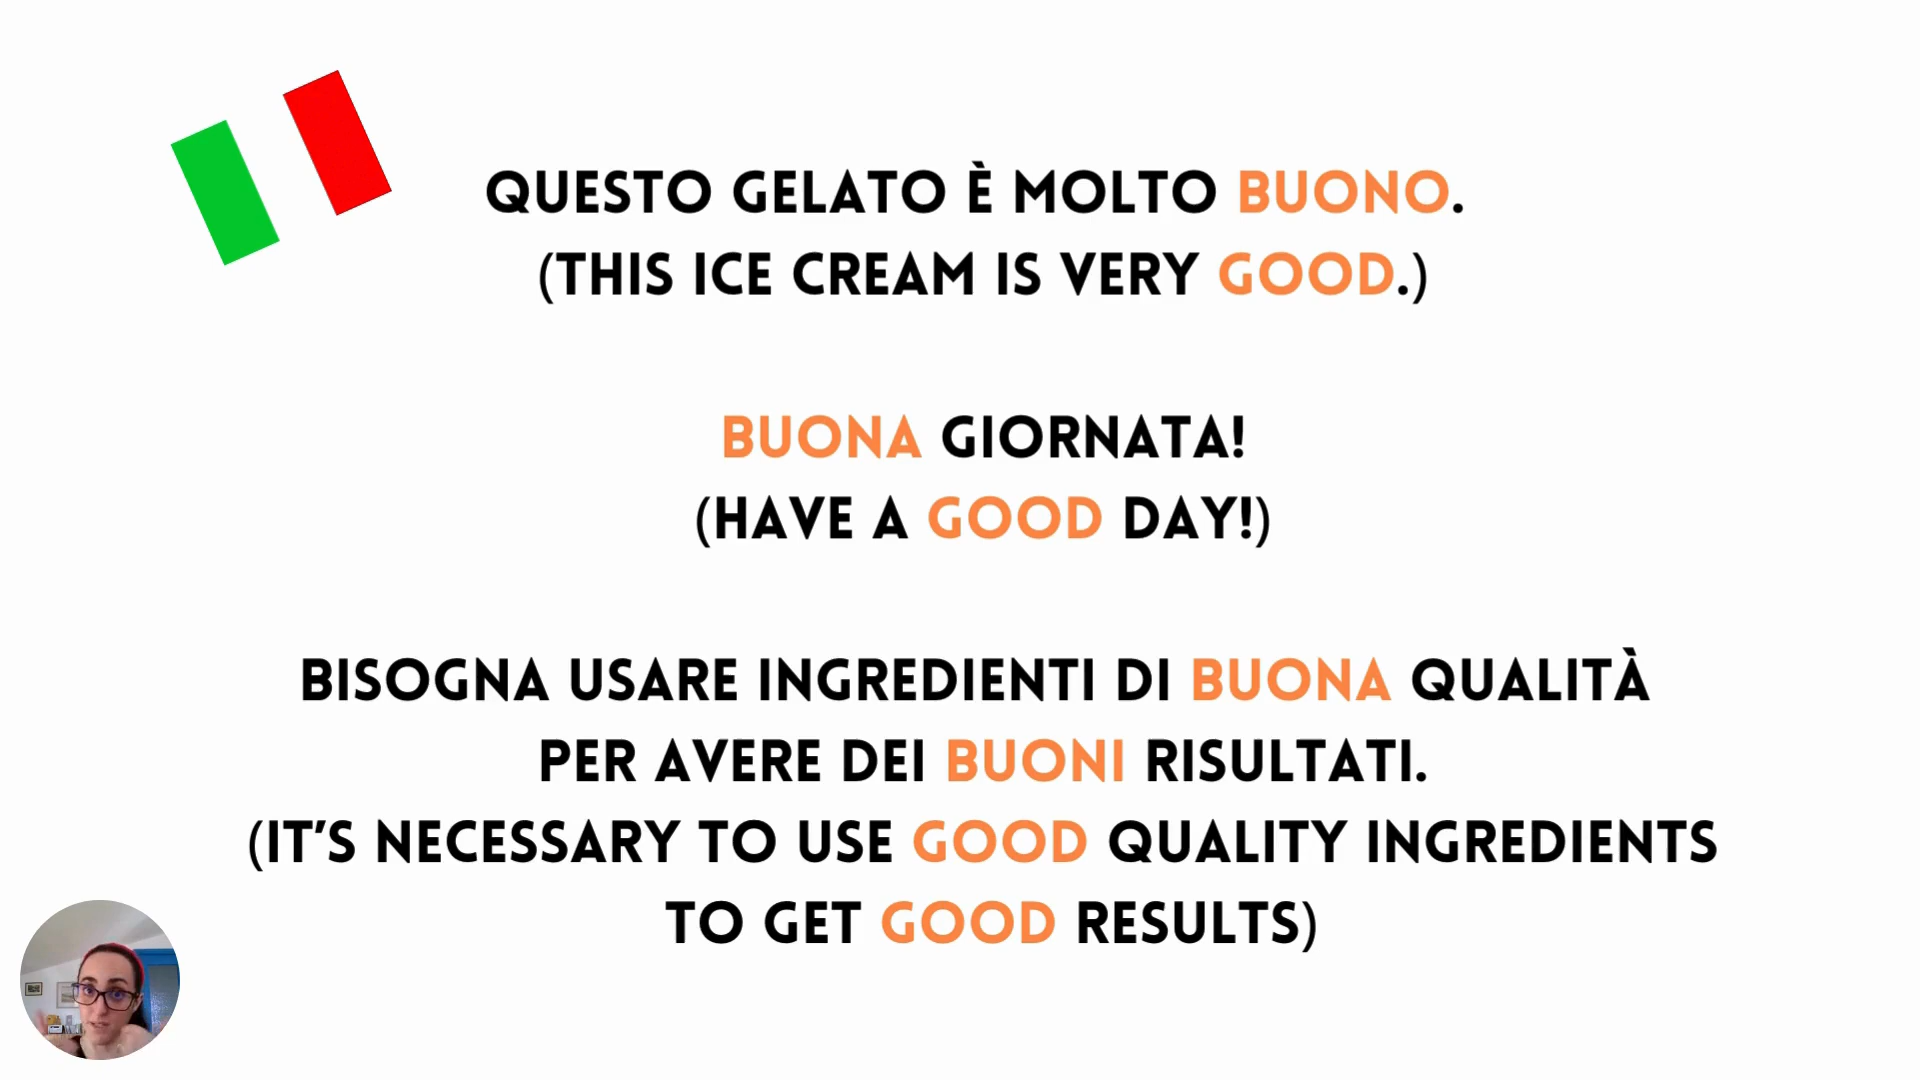 QUESTO GELATO È MOLTO BUONO.
(THIS ICE CREAM IS VERY GOOD.)
BUONA GIORNATA!
(HAVE A GOOD DAY!)
BISOGNA USARE INGREDIENTI DI BUONA QUALITÀ
PER AVERE DEI BUONI RISULTATI.
(IT’S NECESSARY TO USE GOOD QUALITY INGREDIENTS
TO GET GOOD RESULTS)